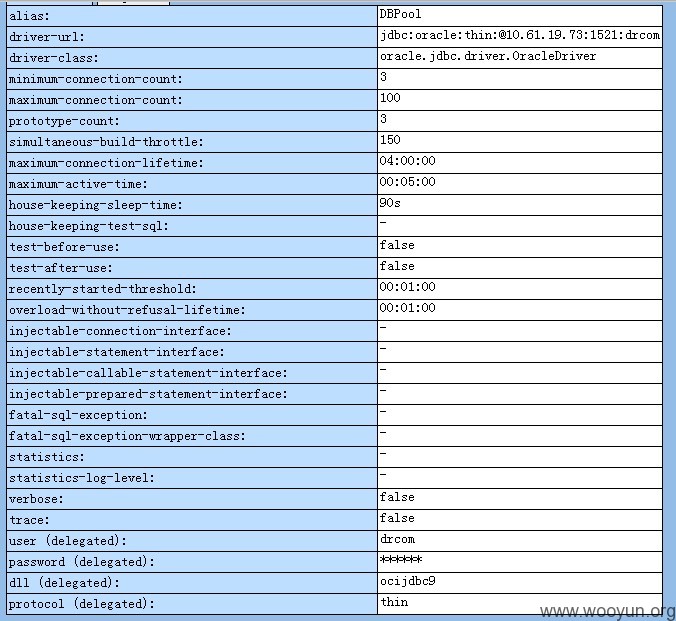 alias: DBPool
driver-url: jdbc:oracle:thin:@10.61.19.73:1521:drcom
driver-class: oracle.jdbc.driver.OracleDriver
minimum-connection-count: 3
maximum-connection-count: 100
prototype-count: 3
simultaneous-build-throttle: 150
maximum-connection-lifetime: 04:00:00
maximum-active-time: 00:05:00
house-keeping-sleep-time: 90s
house-keeping-test-sql: -
test-before-use: false
test-after-use: false
recently-started-threshold: 00:01:00
overload-without-refusal-lifetime: 00:01:00
injectable-connection-interface: -
injectable-statement-interface: -
injectable-callable-statement-interface: -
injectable-prepared-statement-interface: -
fatal-sql-exception: -
fatal-sql-exception-wrapper-class: -
statistics: -
statistics-log-level: -
verbose: false
trace: false
user (delegated): drcom
password (delegated): ******
dll (delegated): ocijdbc9
protocol (delegated): thin
www.wooyun.org